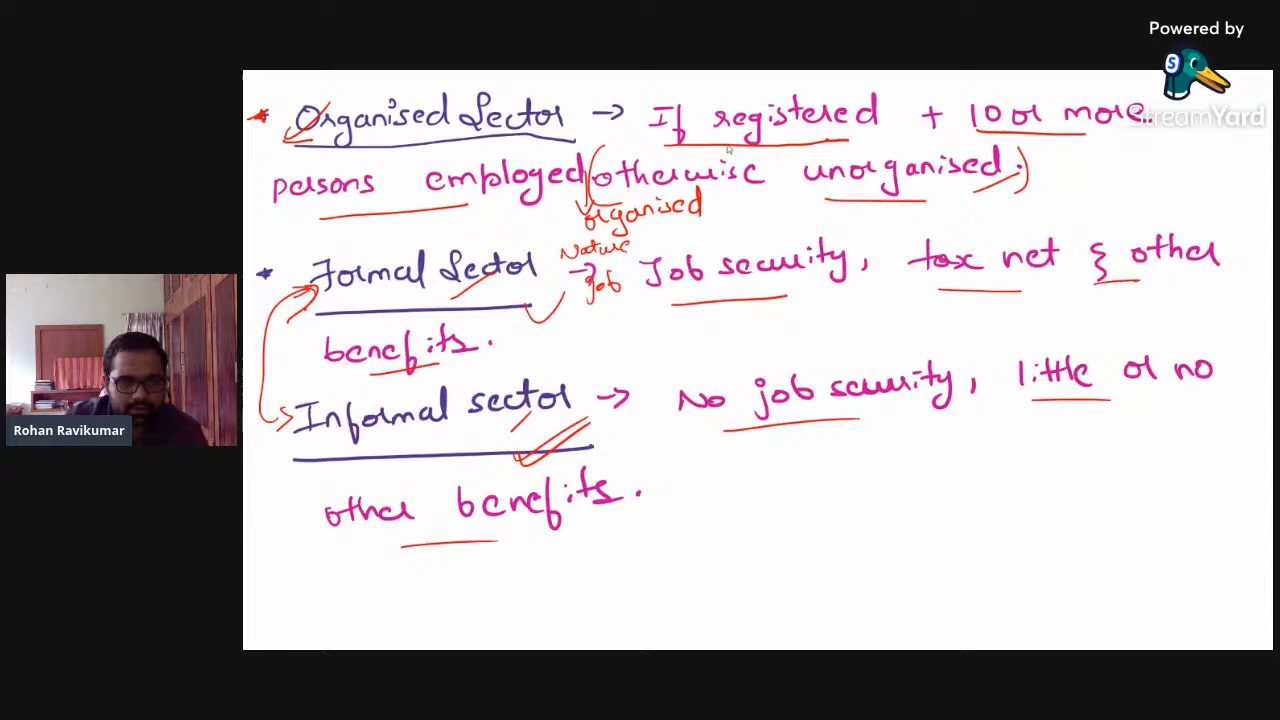 Powered by
StreamYard
* Organised Sector → If registered + 10 or more
persons employed (otherwise unorganised.)
organised
Nature
* Formal Sector → Job security, tax net & other
job
benefits.
Informal sector → No job security, little or no
other benefits.
Rohan Ravikumar